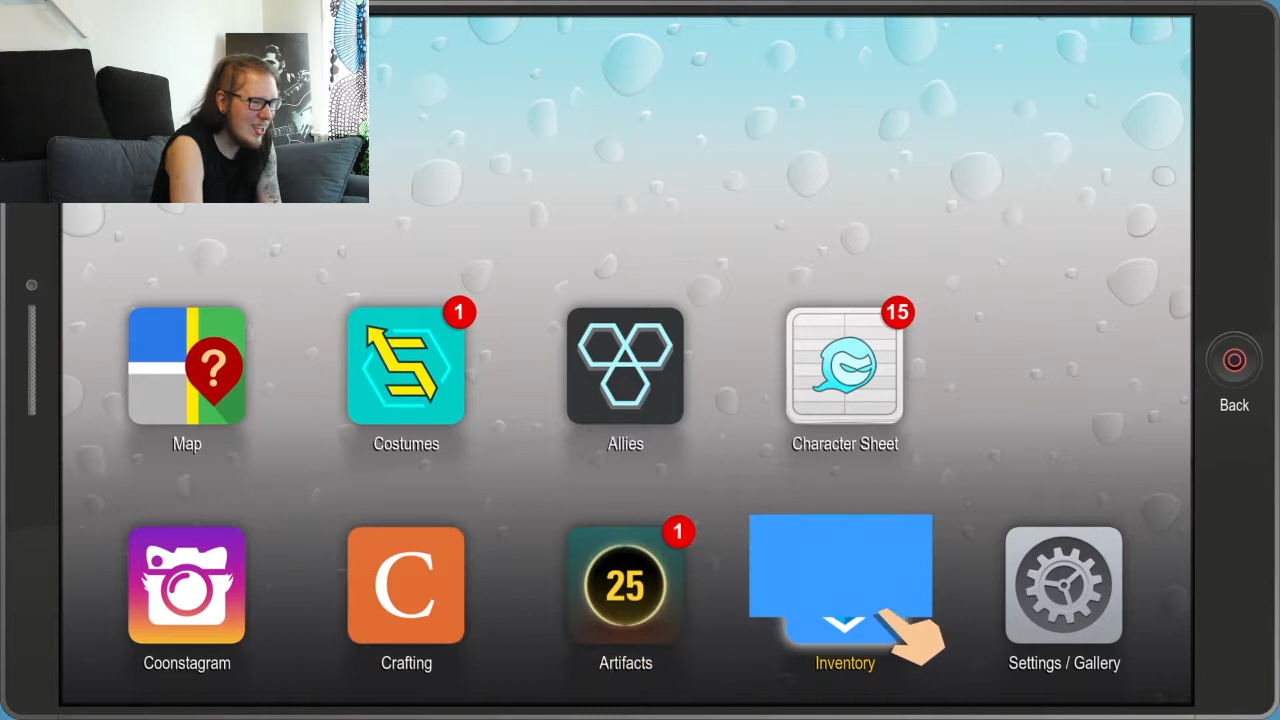 1
15
?
Map
Costumes
Allies
Character Sheet
Back
1
C
25
Coonstagram
Crafting
Artifacts
Inventory
Settings / Gallery